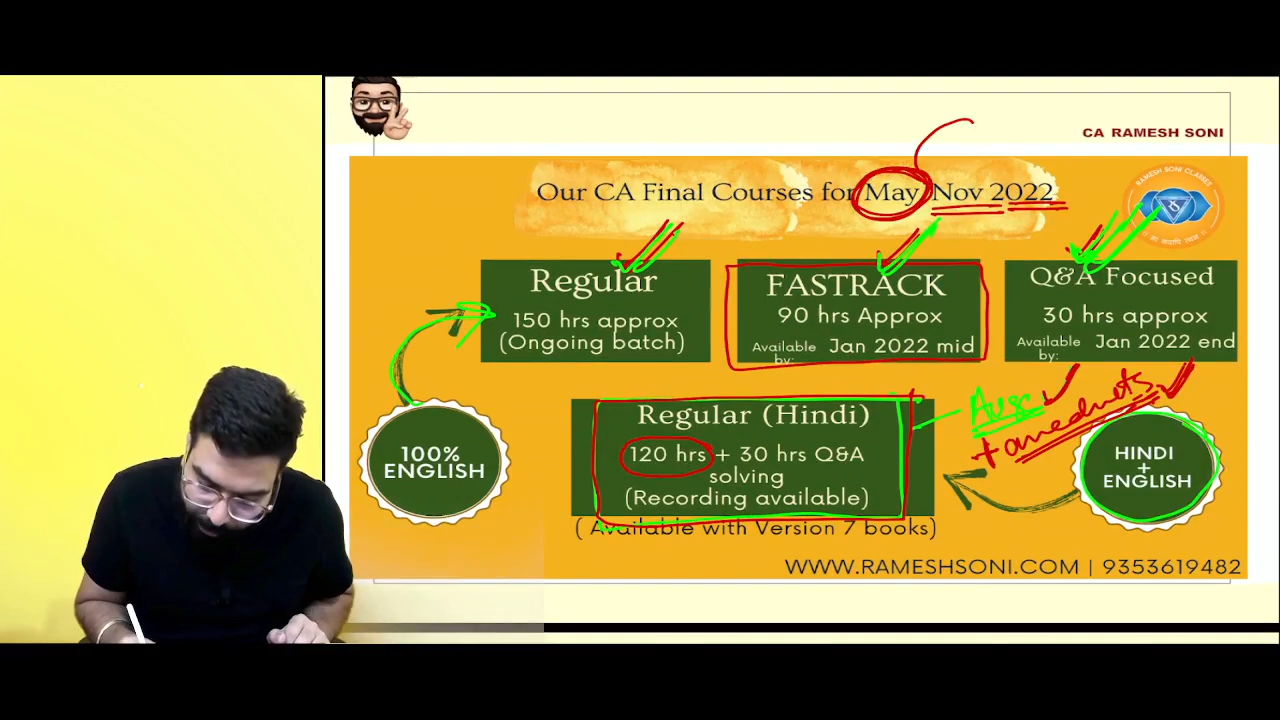 CA RAMESH SONI
Our CA Final Courses for May Nov 2022
RAMESH SONI CLASSES
Regular
150 hrs approx
(Ongoing batch)
FASTRACK
90 hrs Approx
Available by: Jan 2022 mid
Q&A Focused
30 hrs approx
Available by: Jan 2022 end
100%
ENGLISH
Regular (Hindi)
120 hrs + 30 hrs Q&A
solving
(Recording available)
( Available with Version 7 books)
HINDI
+
ENGLISH
WWW.RAMESHSONI.COM | 9353619482